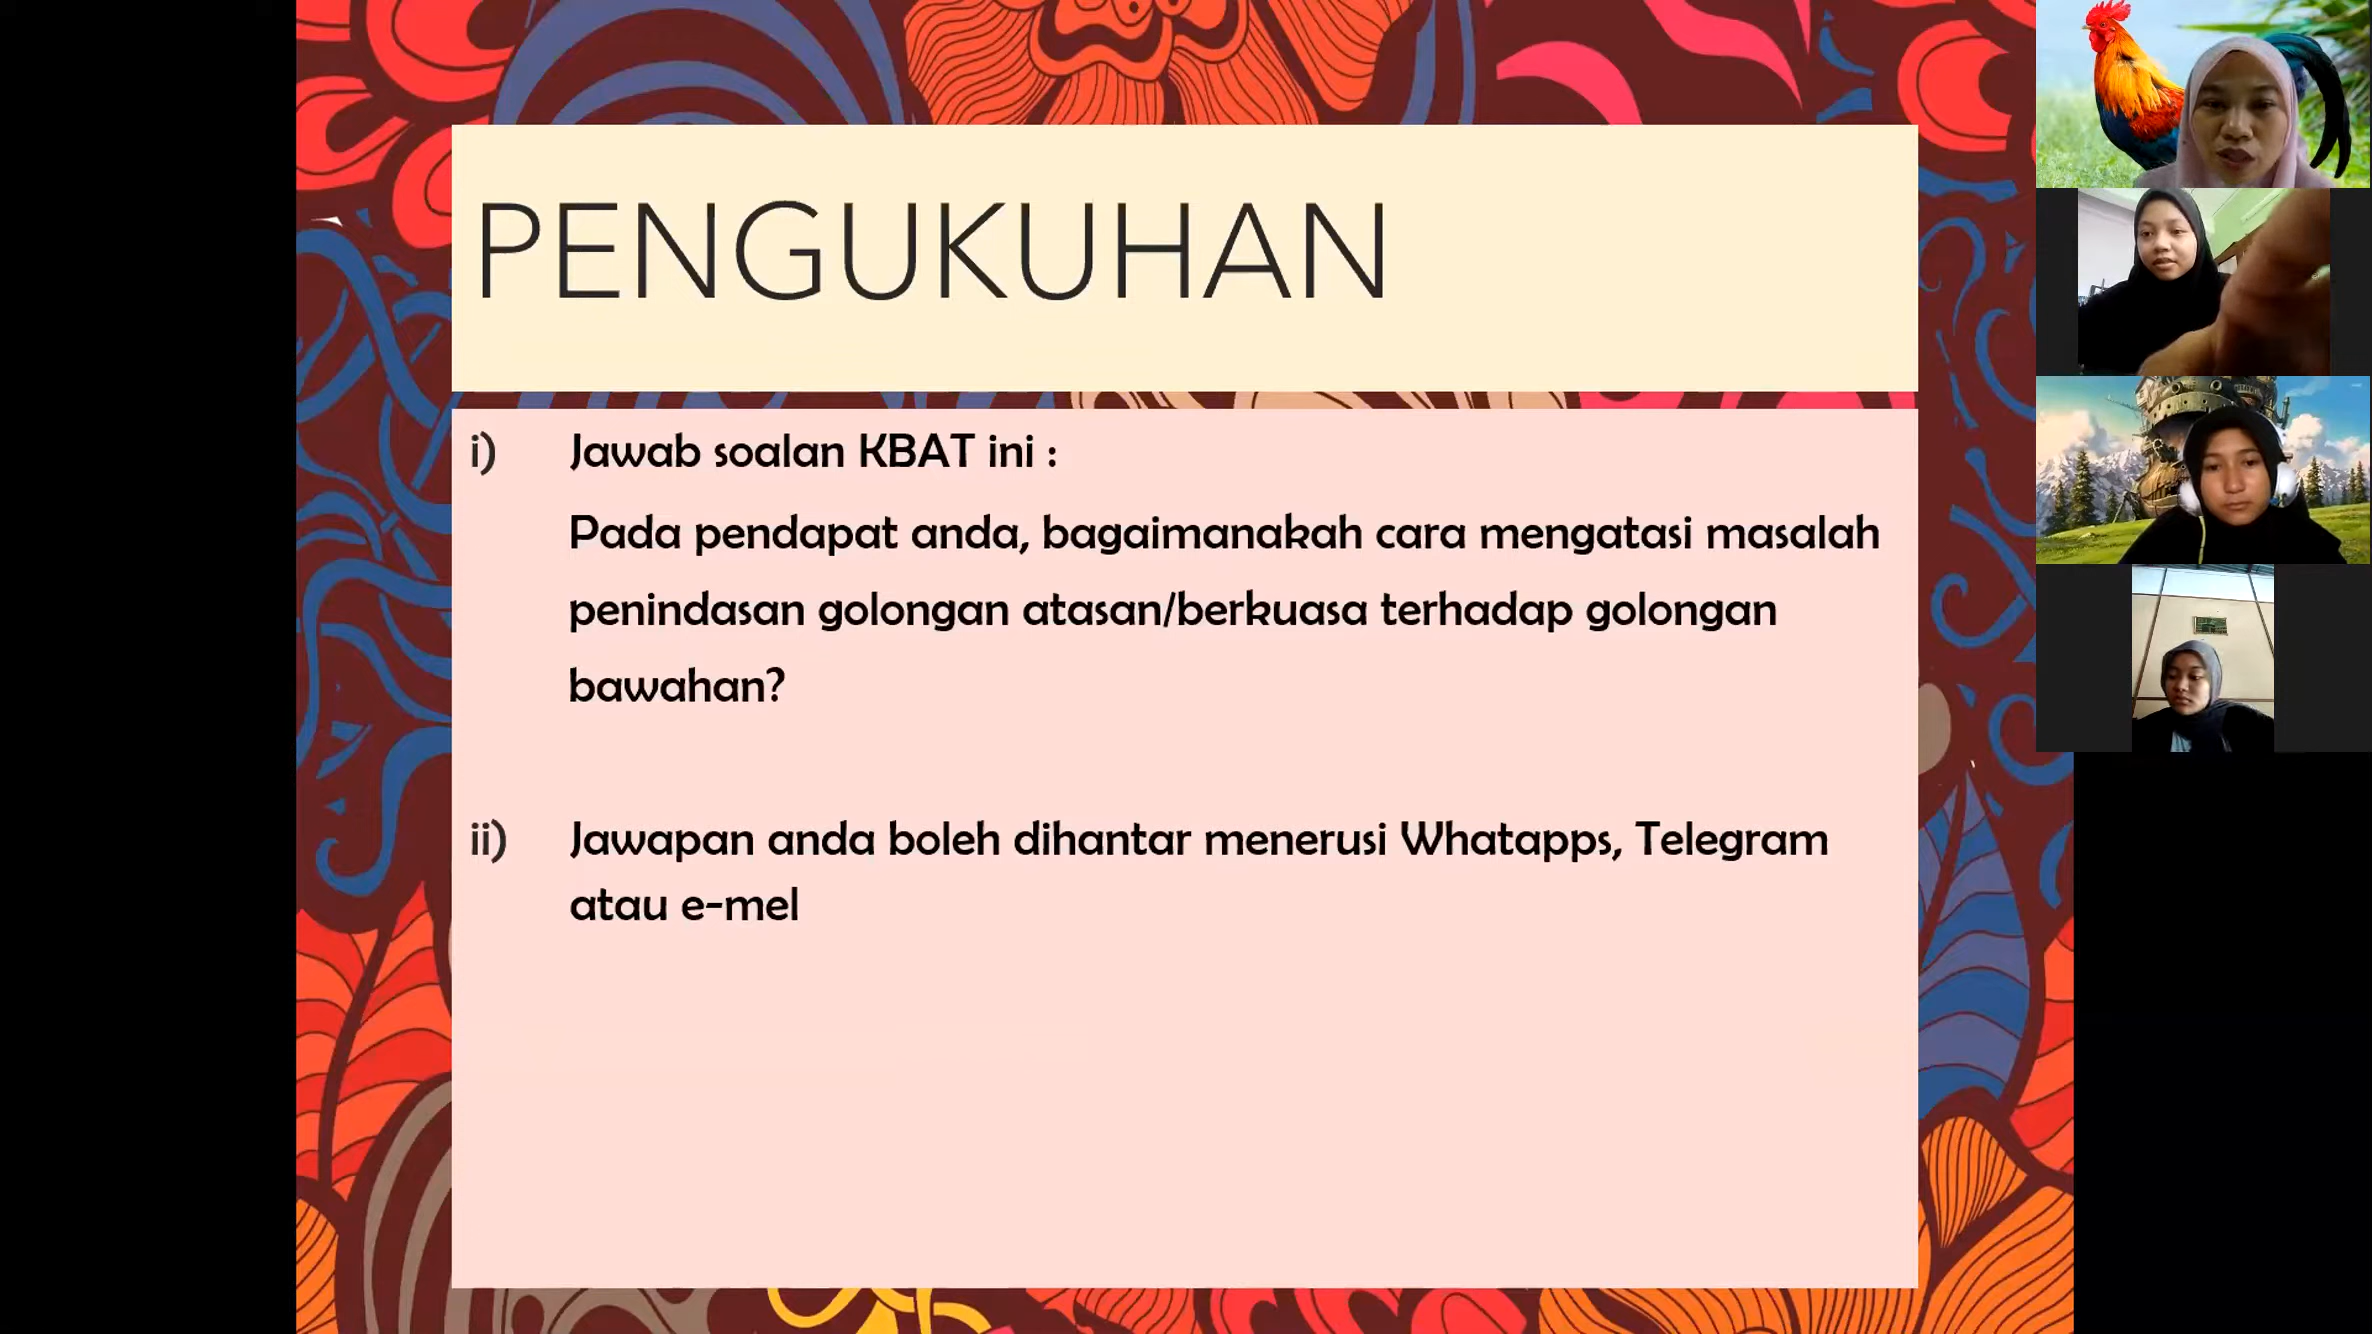 PENGUKUHAN
i) Jawab soalan KBAT ini :
Pada pendapat anda, bagaimanakah cara mengatasi masalah
penindasan golongan atasan/berkuasa terhadap golongan
bawahan?
ii) Jawapan anda boleh dihantar menerusi Whatapps, Telegram
atau e-mel